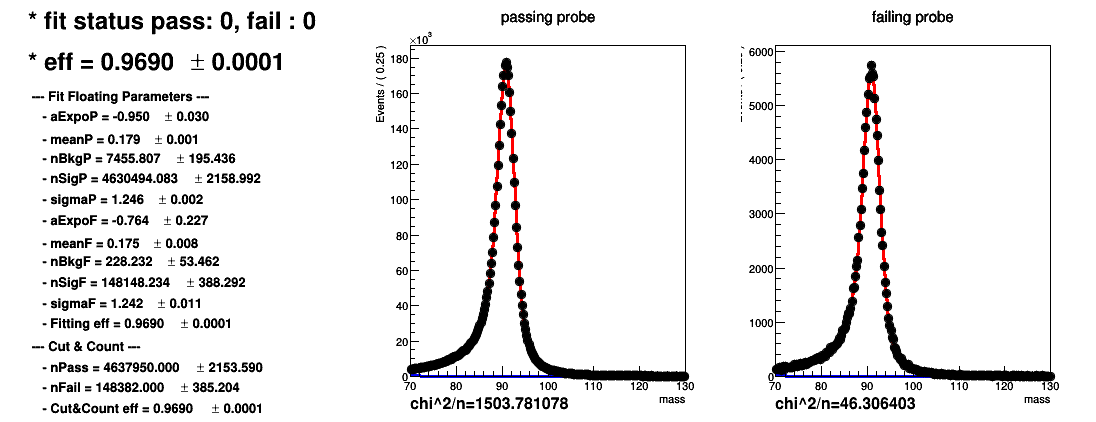 * fit status pass: 0, fail : 0
* eff = 0.9690 ± 0.0001
--- Fit Floating Parameters ---
- aExpoP = -0.950 ± 0.030
- meanP = 0.179 ± 0.001
- nBkgP = 7455.807 ± 195.436
- nSigP = 4630494.083 ± 2158.992
- sigmaP = 1.246 ± 0.002
- aExpoF = -0.764 ± 0.227
- meanF = 0.175 ± 0.008
- nBkgF = 228.232 ± 53.462
- nSigF = 148148.234 ± 388.292
- sigmaF = 1.242 ± 0.011
- Fitting eff = 0.9690 ± 0.0001
--- Cut & Count ---
- nPass = 4637950.000 ± 2153.590
- nFail = 148382.000 ± 385.204
- Cut&Count eff = 0.9690 ± 0.0001
passing probe
×10³
Events / ( 0.25 )
180
160
140
120
100
80
60
40
20
0
70 80 90 100 110 120 130
mass
chi^2/n=1503.781078
failing probe
6000
5000
4000
3000
2000
1000
0
70 80 90 100 110 120 130
mass
chi^2/n=46.306403